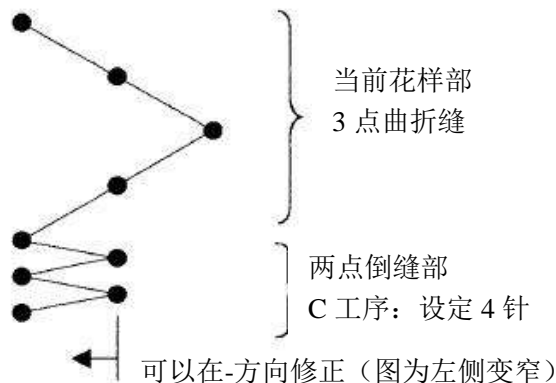 当前花样部
3 点曲折缝
两点倒缝部
C 工序：设定 4 针
可以在-方向修正（图为左侧变窄）